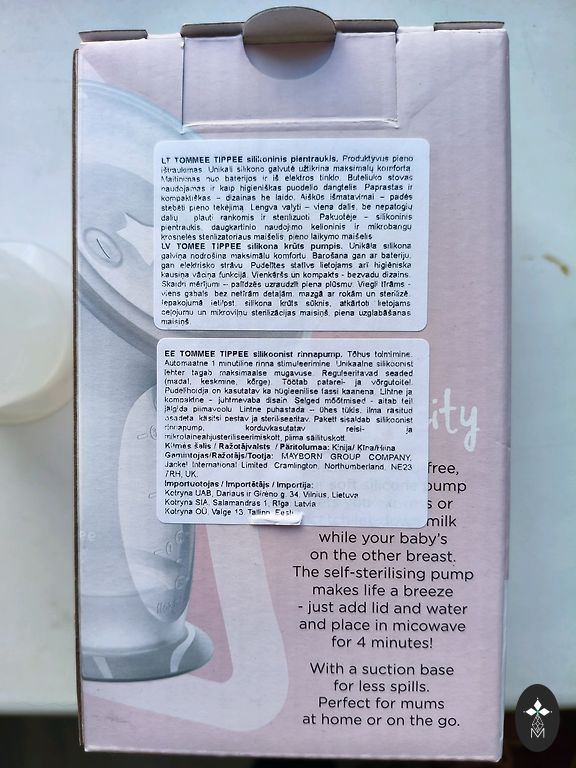 LT TOMMEE TIPPEE silikoninis pientraukis. Produktyvus pieno
ištraukimas. Unikali silikono galvutė užtikrina maksimalų komfortą.
Maitinimas nuo baterijos ir iš elektros tinklo. Buteliuko stovas
naudojamas ir kaip higieniškas puodelio dangtelis. Paprastas ir
kompaktiškas – dizainas be laidо. Aiškūs išmatavimai – padės
stebėti pieno tekėjimą. Lengva valyti – viena dalis, be nepatogių
dalių, plauti rankomis ir sterilizuoti. Pakuotėje - silikoninis
pientraukis, daugkartinio naudojimo kelioninis ir mikrobangų
krosnelės sterilizatoriaus maišelis, pieno laikymo maišelis
LV TOMEE TIPPEE silikona krūts pumpis. Unikāla silikona
galviņa nodrošina maksimālu komfortu. Barošana gan ar bateriju,
gan elektrisko strāvu. Pudelītes statīvs lietojams arī higiēniska
kausiņa vāciņa funkcijā. Vienkāršs un kompakts - bezvadu dizains.
Skaidri mērījumi – palīdzēs uzraudzīt piena plūsmu. Viegli tīrāms -
viens gabals bez netīrām detaļām, mazgā ar rokām un sterilizē.
Iepakojumā ietilpst: silikona krūts sūknis, atkārtoti lietojams
ceļojumu un mikroviļņu sterilizācijas maisiņš, piena uzglabāšanas
maisiņš.
EE TOMMEE TIPPEE silikoonist rinnapump. Tõhus toimimine.
Automaatne 1 minutiline rinna stimuleerimine. Unikaalne silikoonist
lehter tagab maksimaalse mugavuse. Reguleeritavad seaded
(madal, keskmine, kõrge). Töötab patarei- ja võrgutoitel.
Pudelihoidja on kasutatav ka hügieenilise tassi kaanena. Lihtne ja
kompaktne - juhtmevaba disain. Selged mõõtmised - aitab teil
jälgida piimavoolu. Lihtne puhastada – ühes tükis, ilma räsitud
osadeta, käsitsi pestav ja steriliseeritav. Pakett sisaldab silikoonist
rinnapump, korduvkasutatav reisi- ja
mikrolaineahjusteriliseerimiskott, piima säilituskott.
Kilmės šalis / Ražotājvalsts / Päritolumaa: Kinija/ Ķīna/Hiina
Gamintojas/Ražotājs/Tootja: MAYBORN GROUP COMPANY,
Jackel International Limited, Cramlington, Northumberland, NE23
7RH, UK.
Importuotojas / Importētājs / Importija:
Kotryna UAB, Dariaus ir Girėno g. 34, Vilnius, Lietuva
Kotryna SIA, Salamandras 1, Rīga, Latvia
Kotryna OÜ, Valge 13, Tallinn, Eesti
city
free,
soft silicone pump
s or
milk
while your baby's
on the other breast.
The self-sterilising pump
makes life a breeze
- just add lid and water
and place in micowave
for 4 minutes!
With a suction base
for less spills.
Perfect for mums
at home or on the go.